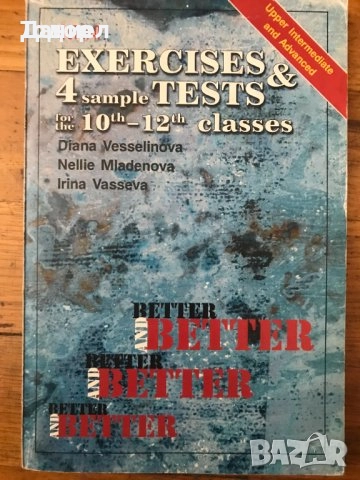 EXERCISES &
4 sample TESTS
for the 10th-12th classes
Upper Intermediate
and Advanced
Diana Vesselinova
Nellie Mladenova
Irina Vasseva
BETTER
AND BETTER
BETTER
AND BETTER
BETTER
AND BETTER
BAZAR